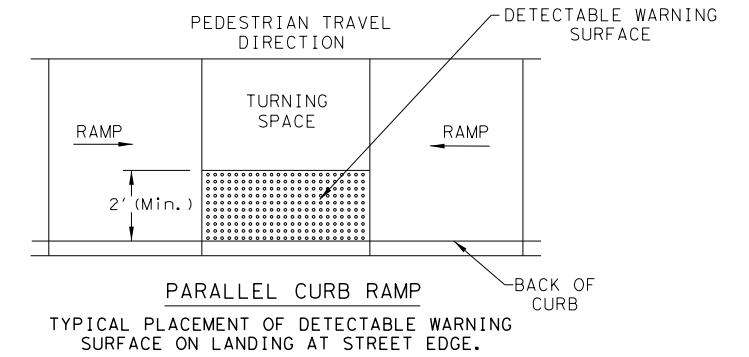 PEDESTRIAN TRAVEL
DIRECTION
DETECTABLE WARNING
SURFACE
TURNING
SPACE
RAMP
RAMP
2' (Min.)
BACK OF
CURB
PARALLEL CURB RAMP
TYPICAL PLACEMENT OF DETECTABLE WARNING
SURFACE ON LANDING AT STREET EDGE.